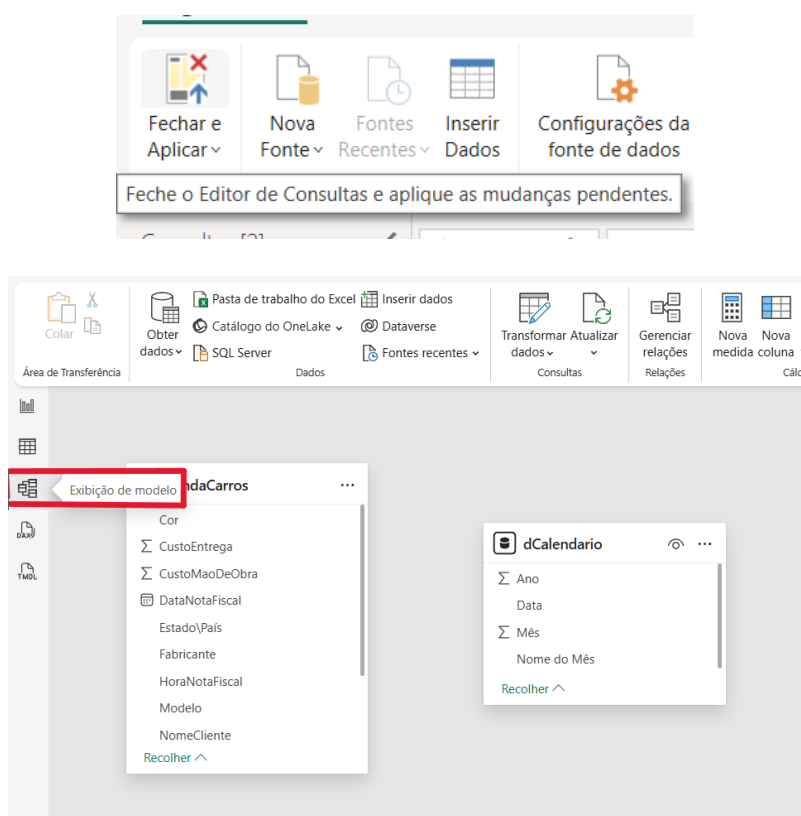 Fechar e
Aplicar
Nova
Fonte
Fontes
Recentes
Inserir
Dados
Configurações da
fonte de dados
Feche o Editor de Consultas e aplique as mudanças pendentes.
Colar
Área de Transferência
Obter
dados
Pasta de trabalho do Excel
Catálogo do OneLake
SQL Server
Inserir dados
Dataverse
Fontes recentes
Dados
Transformar
dados
Atualizar
Consultas
Gerenciar
relações
Relações
Nova
medida
Nova
coluna
Exibição de modelo
DAX
TMDL
ndaCarros
Cor
CustoEntrega
CustoMaoDeObra
DataNotaFiscal
Estado\País
Fabricante
HoraNotaFiscal
Modelo
NomeCliente
Recolher
dCalendario
Ano
Data
Mês
Nome do Mês
Recolher